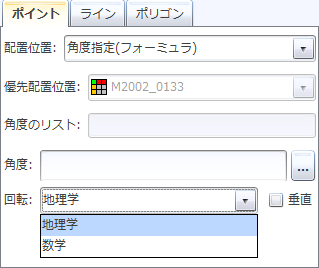 ポイント ライン ポリゴン
配置位置: 角度指定(フォーミュラ)
優先配置位置: M2002_0133
角度のリスト:
角度: ...
回転: 地理学 垂直
地理学
数学